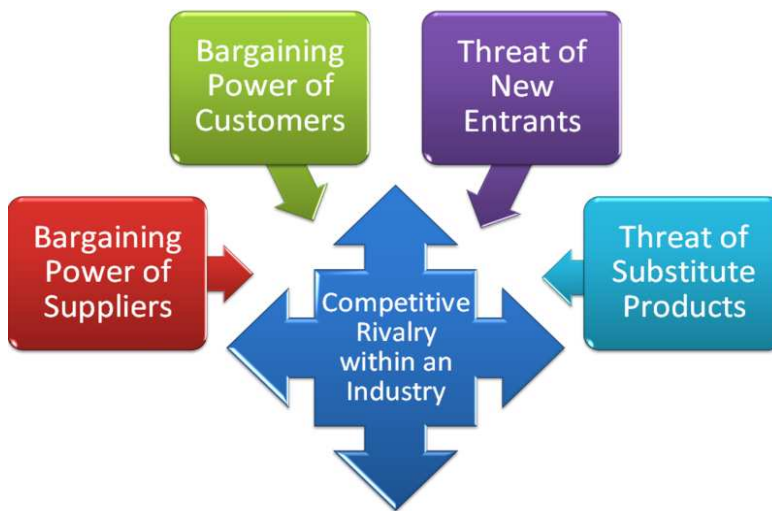 Bargaining
Power of
Customers
Threat of
New
Entrants
Bargaining
Power of
Suppliers
Threat of
Substitute
Products
Competitive
Rivalry
within an
Industry